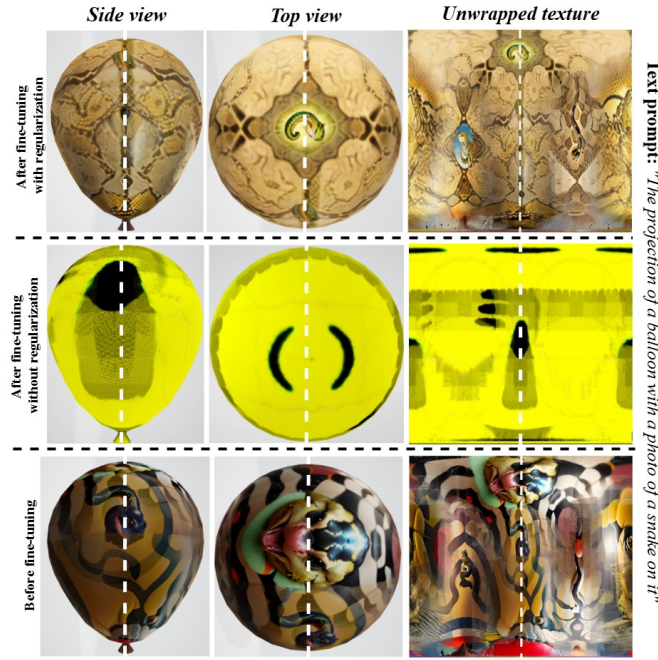 Side view
Top view
Unwrapped texture
After fine-tuning
with regularization
After fine-tuning
without regularization
Before fine-tuning
Text prompt: "The projection of a balloon with a photo of a snake on it"